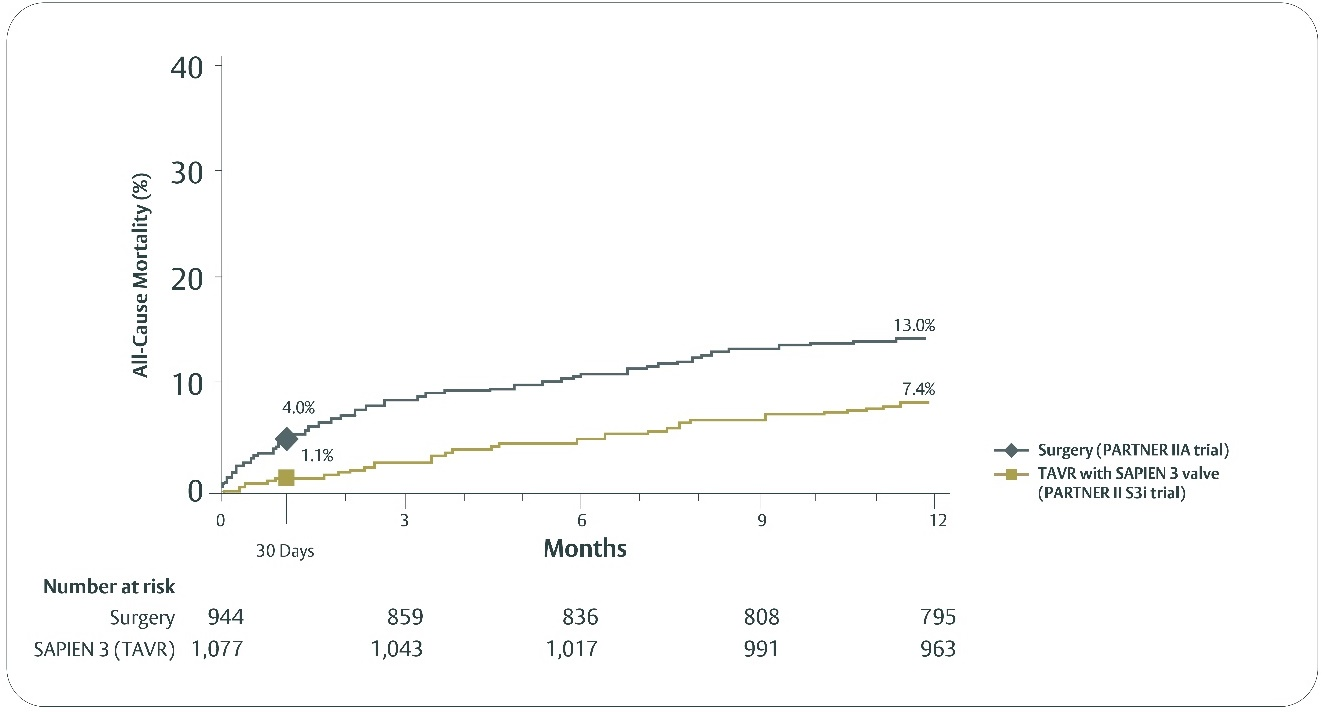 40
30
20
10
0
All-Cause Mortality (%)
13.0%
7.4%
4.0%
1.1%
Surgery (PARTNER IIA trial)
TAVR with SAPIEN 3 valve
(PARTNER II S3i trial)
0 3 6 9 12
30 Days
Months
Number at risk
Surgery 944 859 836 808 795
SAPIEN 3 (TAVR) 1,077 1,043 1,017 991 963